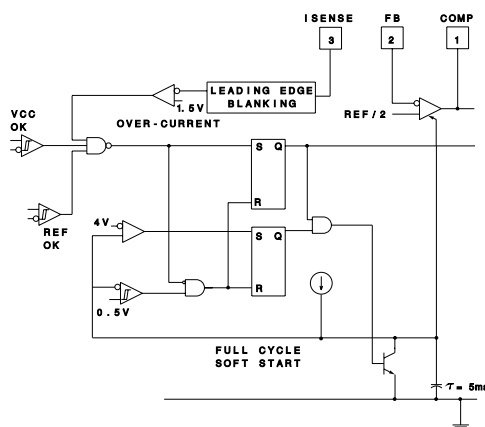 ISENSE FB COMP
3 2 1
LEADING EDGE
BLANKING
1.5V
REF/2
OVER-CURRENT
VCC
OK
S Q
REF
OK
R
4V
S Q
R
0.5V
FULL CYCLE
SOFT START
τ= 5ms